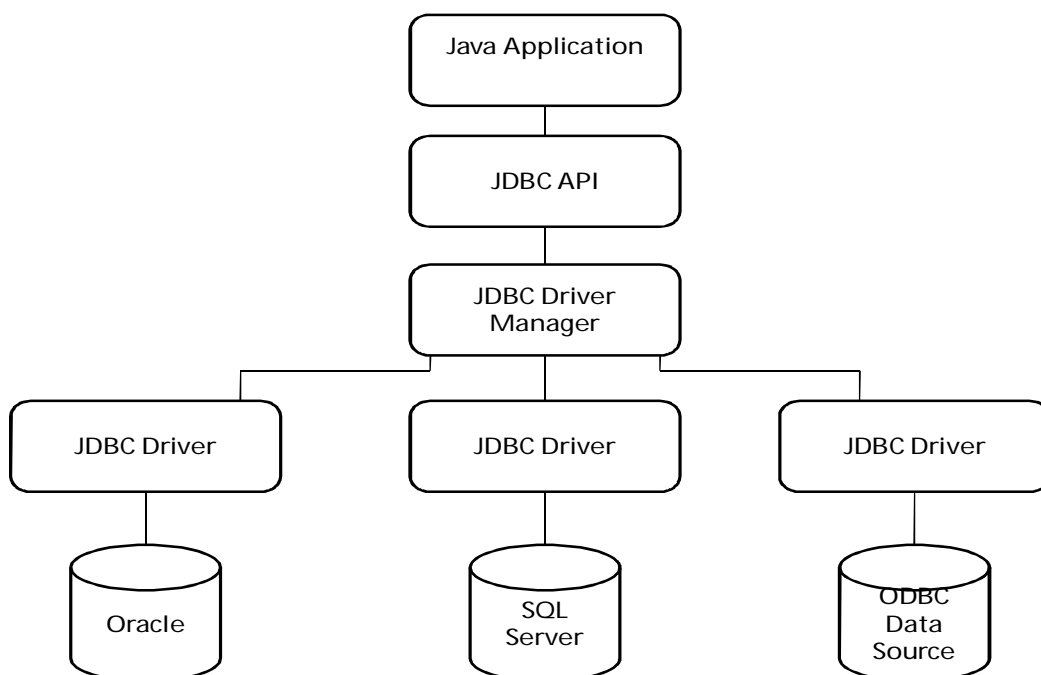 Java Application
JDBC API
JDBC Driver
Manager
JDBC Driver
JDBC Driver
JDBC Driver
Oracle
SQL
Server
ODBC
Data
Source